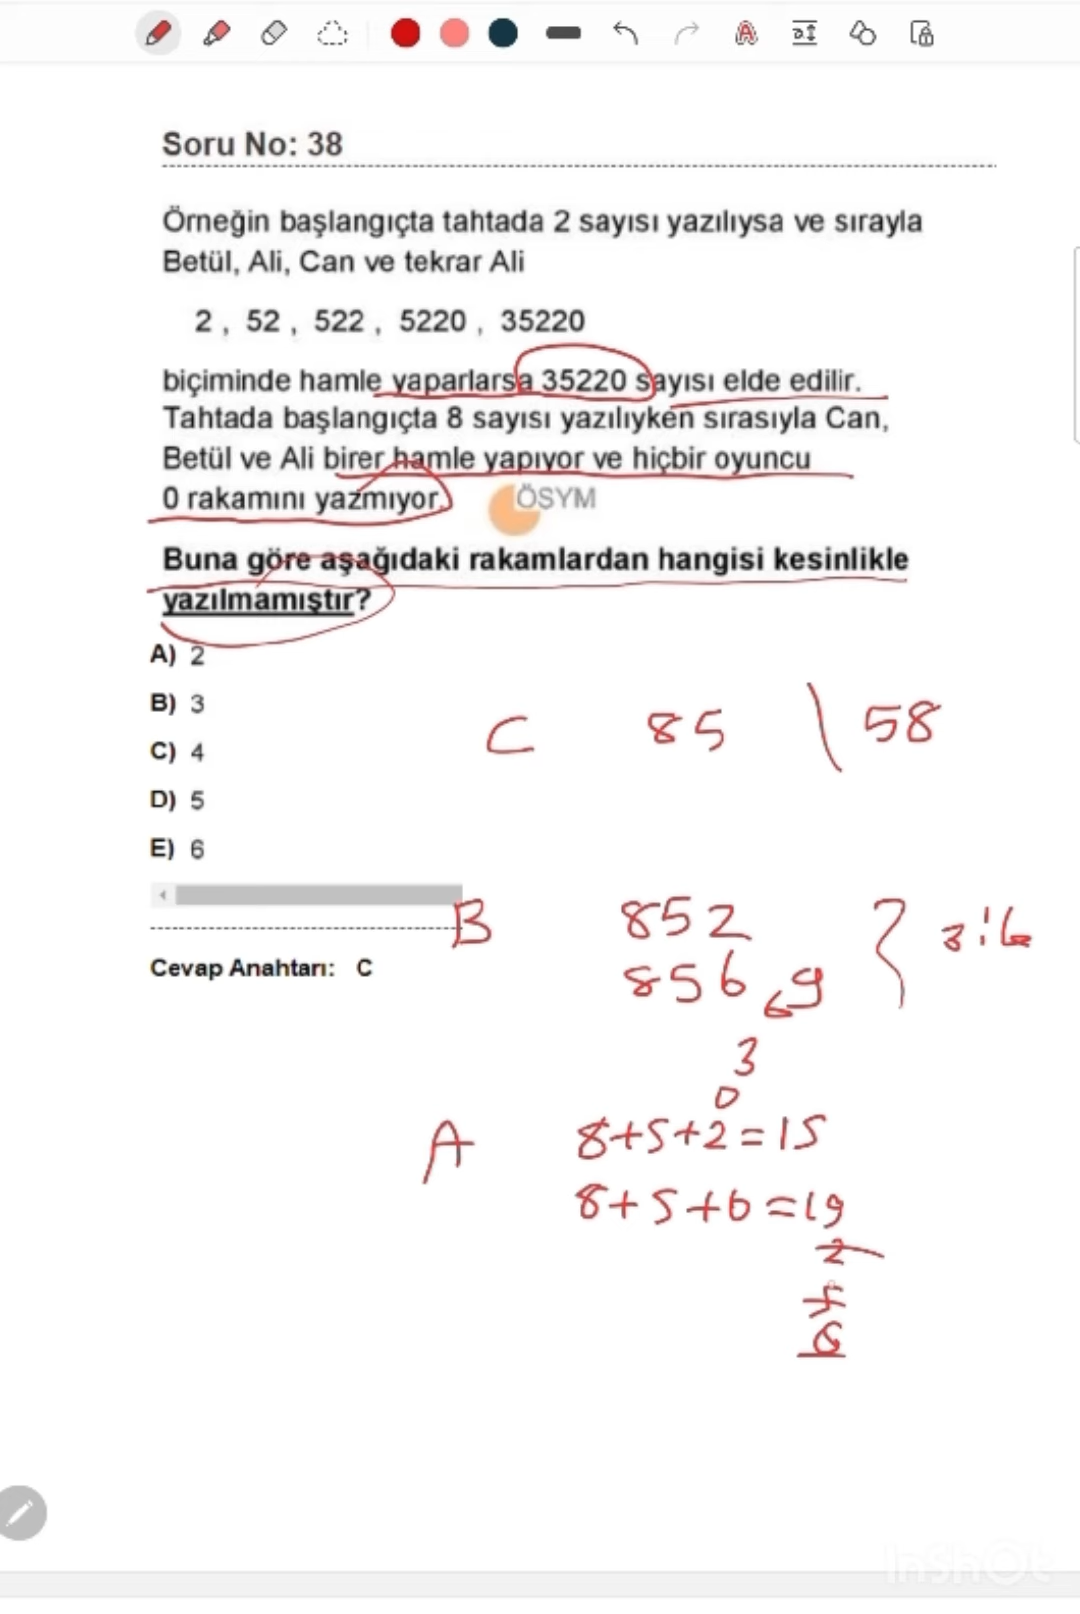 Soru No: 38
Örneğin başlangıçta tahtada 2 sayısı yazılıysa ve sırayla
Betül, Ali, Can ve tekrar Ali
2 , 52 , 522 , 5220 , 35220
biçiminde hamle yaparlarsa 35220 sayısı elde edilir.
Tahtada başlangıçta 8 sayısı yazılıyken sırasıyla Can,
Betül ve Ali birer hamle yapıyor ve hiçbir oyuncu
0 rakamını yazmıyor.
ÖSYM
Buna göre aşağıdaki rakamlardan hangisi kesinlikle
yazılmamıştır?
A) 2
B) 3
C) 4
D) 5
E) 6
C 85 58
B 852
856, 9
3
0
A 8+5+2=15
8+5+6=19
2
6
Cevap Anahtarı: C
InShOt